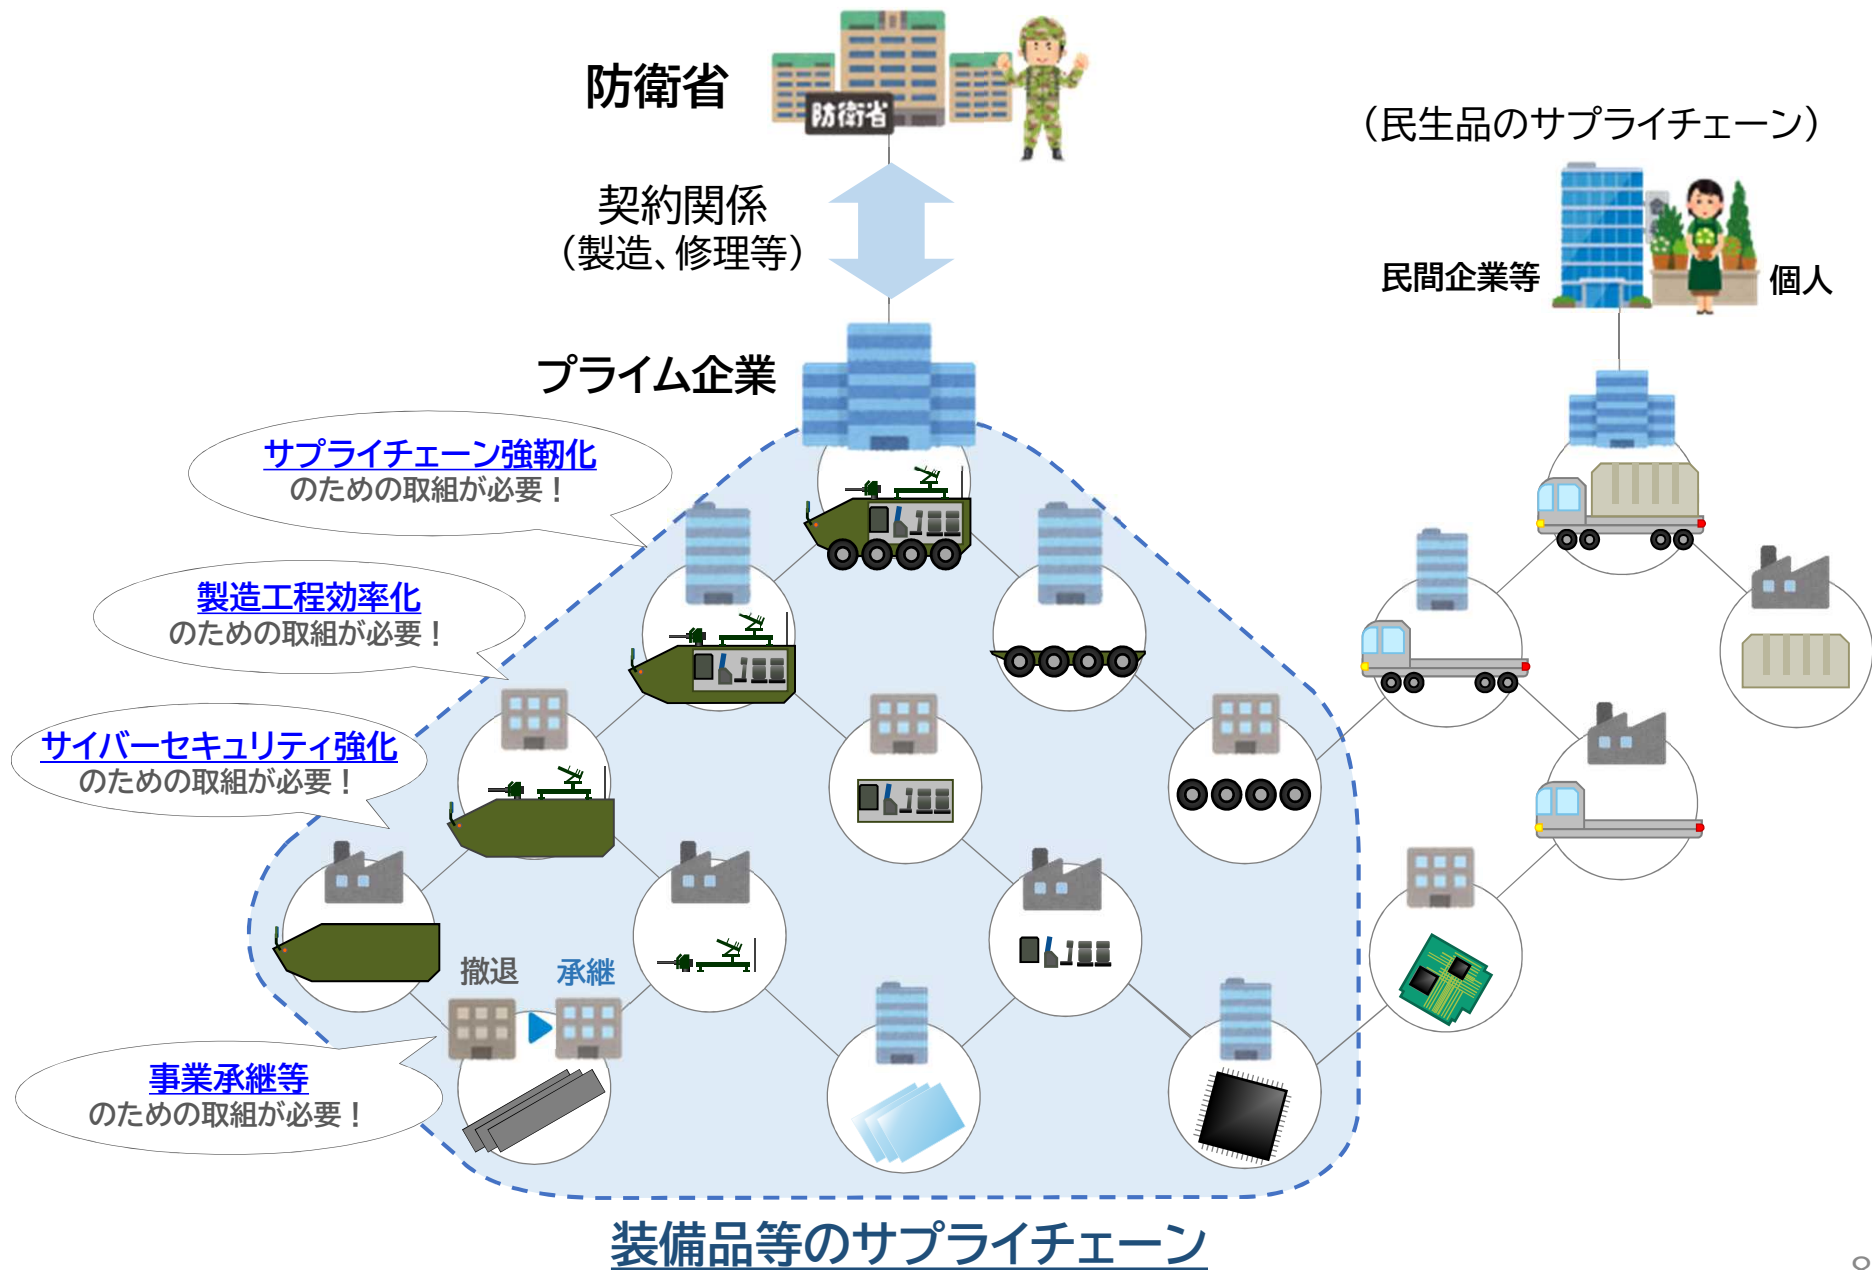 防衛省
防衛省
契約関係
（製造、修理等）
（民生品のサプライチェーン）
民間企業等
個人
プライム企業
サプライチェーン強靭化
のための取組が必要！
製造工程効率化
のための取組が必要！
サイバーセキュリティ強化
のための取組が必要！
撤退
承継
事業承継等
のための取組が必要！
装備品等のサプライチェーン
8